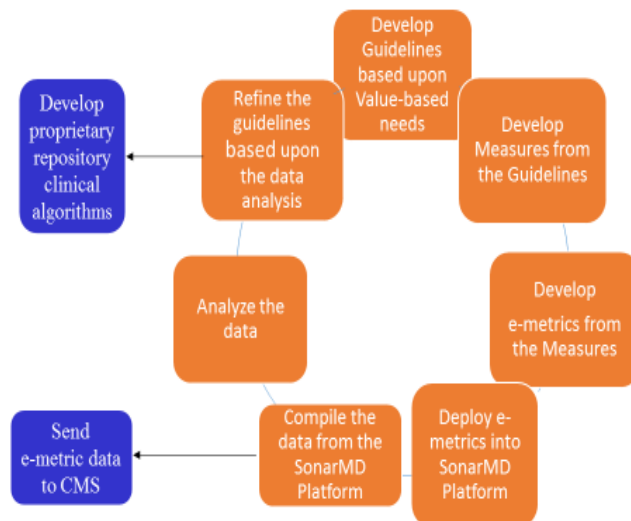 Develop
Guidelines
based upon
Value-based
needs
Develop
Measures from
the Guidelines
Develop
e-metrics from
the Measures
Deploy e-
metrics into
SonarMD
Platform
Compile the
data from the
SonarMD
Platform
Analyze the
data
Refine the
guidelines
based upon
the data
analysis
Develop
proprietary
repository
clinical
algorithms
Send
e-metric data
to CMS